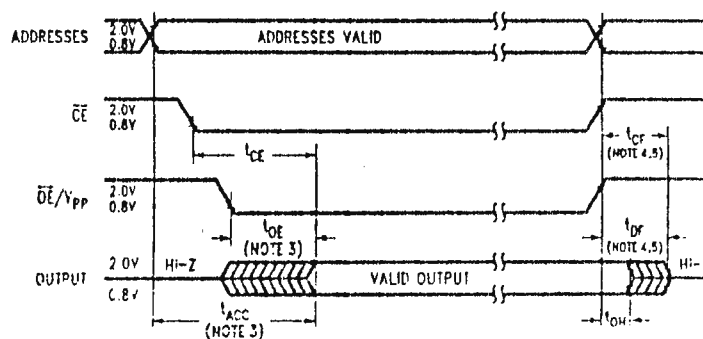 ADDRESSES 2.0V 0.8V ADDRESSES VALID
CE 2.0V 0.8V
tCE
tCF
(NOTE 4,5)
OE/VPP 2.0V 0.8V
tOE
(NOTE 3)
tDF
(NOTE 4,5)
OUTPUT 2.0V 0.8V Hi-Z VALID OUTPUT Hi-
tACC
(NOTE 3)
tOH